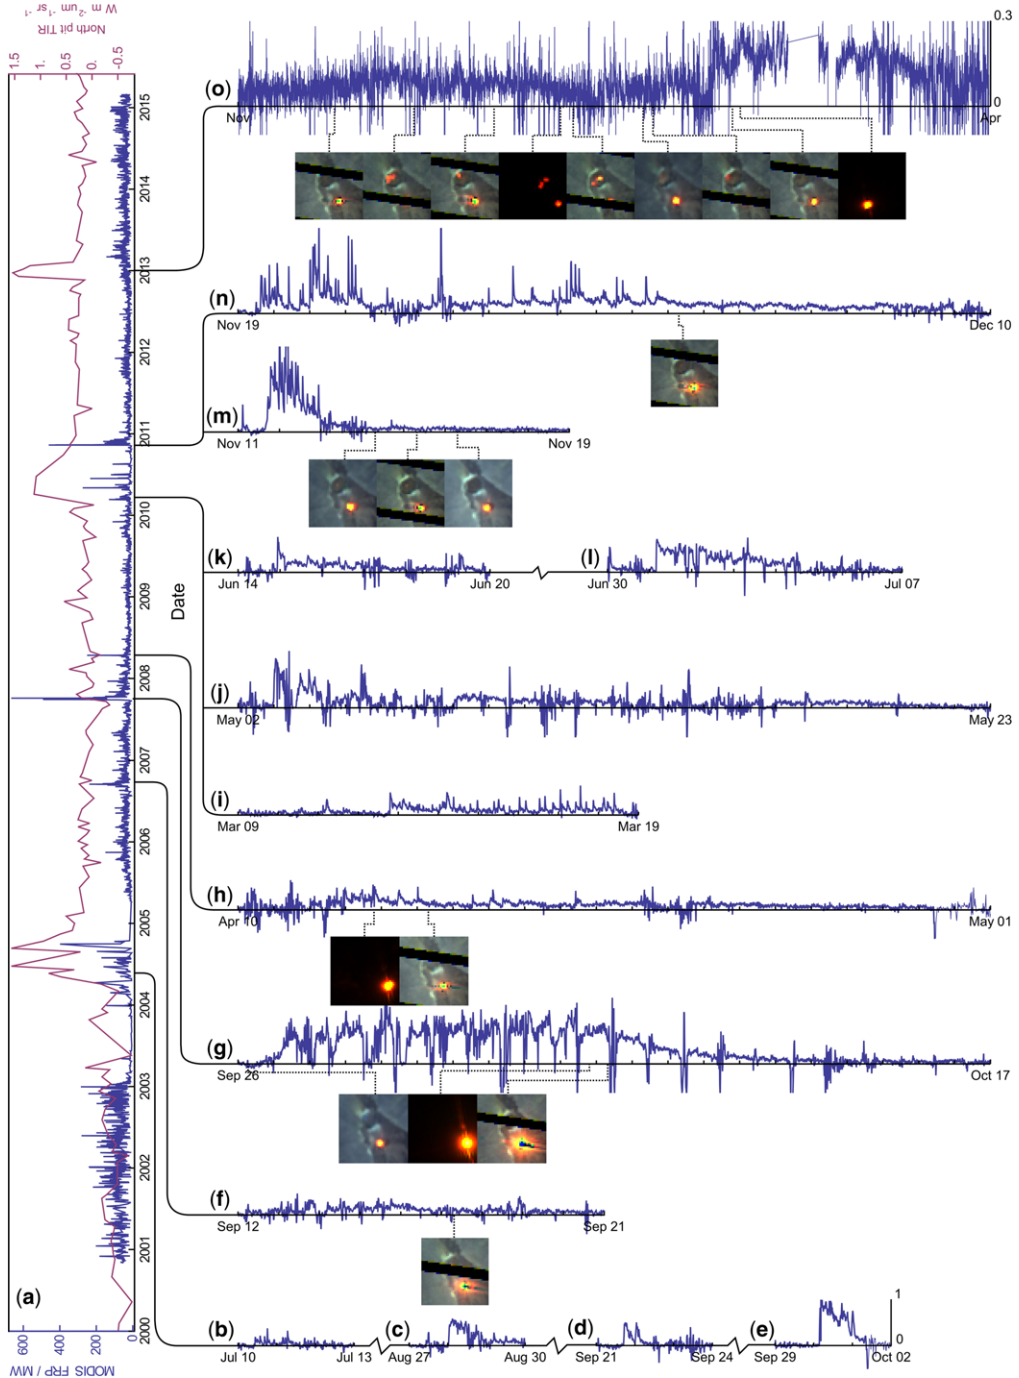 North pit TIR
W m⁻² um⁻¹ sr⁻¹
1.5 1. 0.5 0. -0.5
2015
2014
2013
2012
2011
2010
2009
2008
2007
2006
2005
2004
2003
2002
2001
2000
Date
(a)
600 400 200 0
MODIS FRP / MW
(o)
0.3
0
Nov Apr
(n)
Nov 19 Dec 10
(m)
Nov 11 Nov 19
(k) (l)
Jun 14 Jun 20 Jun 30 Jul 07
(j)
May 02 May 23
(i)
Mar 09 Mar 19
(h)
Apr 10 May 01
(g)
Sep 26 Oct 17
(f)
Sep 12 Sep 21
(b) (c) (d) (e)
1
0
Jul 10 Jul 13 Aug 27 Aug 30 Sep 21 Sep 24 Sep 29 Oct 02